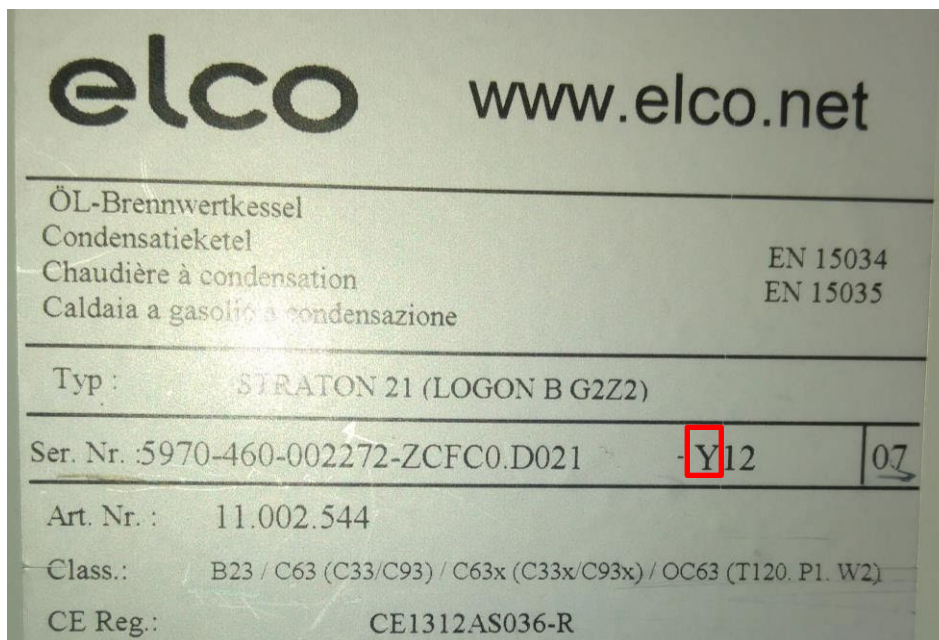 elco www.elco.net
ÖL-Brennwertkessel
Condensatieketel
Chaudière à condensation
Caldaia a gasolio a condensazione
EN 15034
EN 15035
Typ : STRATON 21 (LOGON B G2Z2)
Ser. Nr. :5970-460-002272-ZCFC0.D021 -Y12 07
Art. Nr. : 11.002.544
Class.: B23 / C63 (C33/C93) / C63x (C33x/C93x) / OC63 (T120. P1. W2)
CE Reg.: CE1312AS036-R